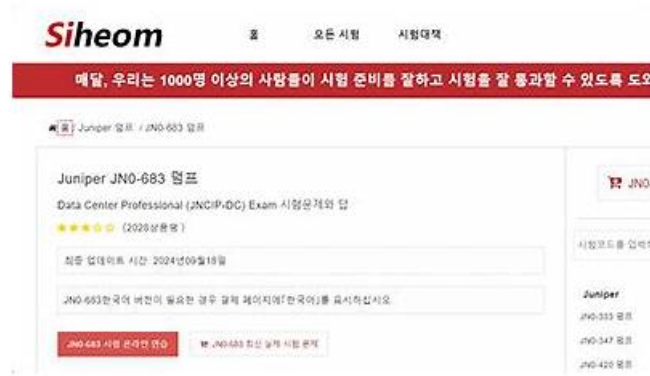 Siheom
홈 모든 시험 시험대책
매달, 우리는 1000명 이상의 사람들이 시험 준비를 잘하고 시험을 잘 통과할 수 있도록 도와
홈 / Juniper 덤프 / JN0-683 덤프
Juniper JN0-683 덤프
Data Center Professional (JNCIP-DC) Exam 시험문제와 답
(2028상품평)
최종 업데이트 시간: 2024년09월18일
JN0-683한국어 버전이 필요한 경우 결제 페이지에「한국어」를 표시하십시오.
JN0-683 시험 온라인 연습
JN0-683 최신 실제 시험 문제
JN0
시험코드를 입력
Juniper
JN0-333 덤프
JN0-347 덤프
JN0-420 덤프